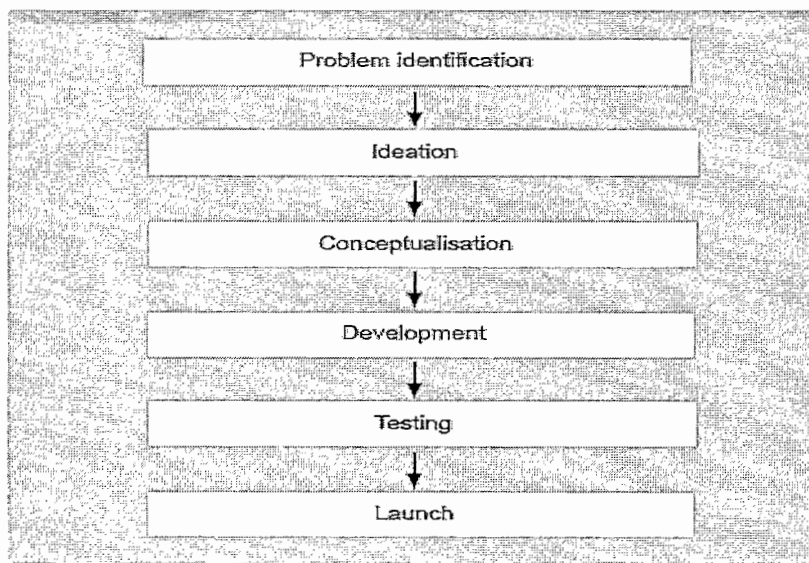 Problem identification
Ideation
Conceptualisation
Development
Testing
Launch